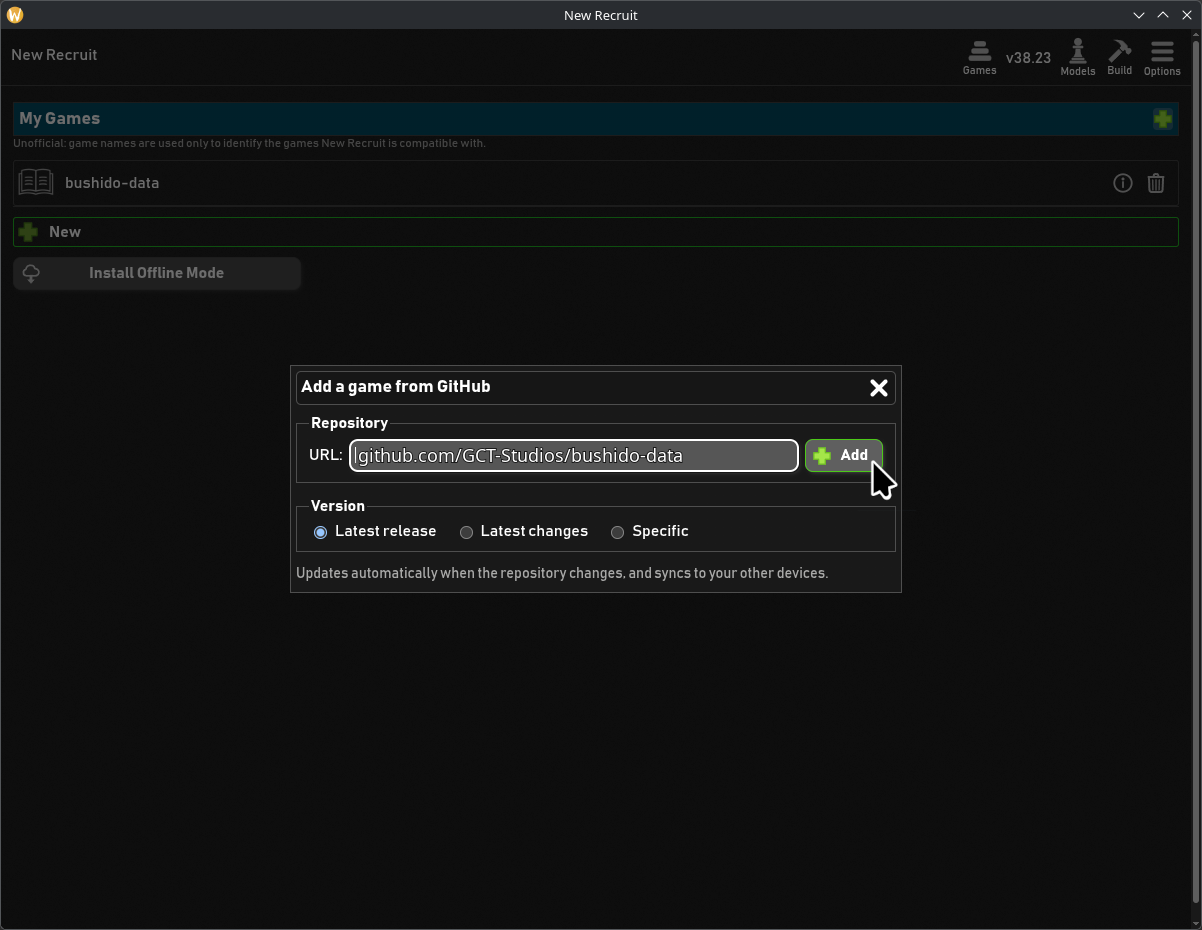 New Recruit
New Recruit
Games
v38.23
Models
Build
Options
My Games
Unofficial: game names are used only to identify the games New Recruit is compatible with.
bushido-data
New
Install Offline Mode
Add a game from GitHub
Repository
URL: github.com/GCT-Studios/bushido-data Add
Version
Latest release Latest changes Specific
Updates automatically when the repository changes, and syncs to your other devices.